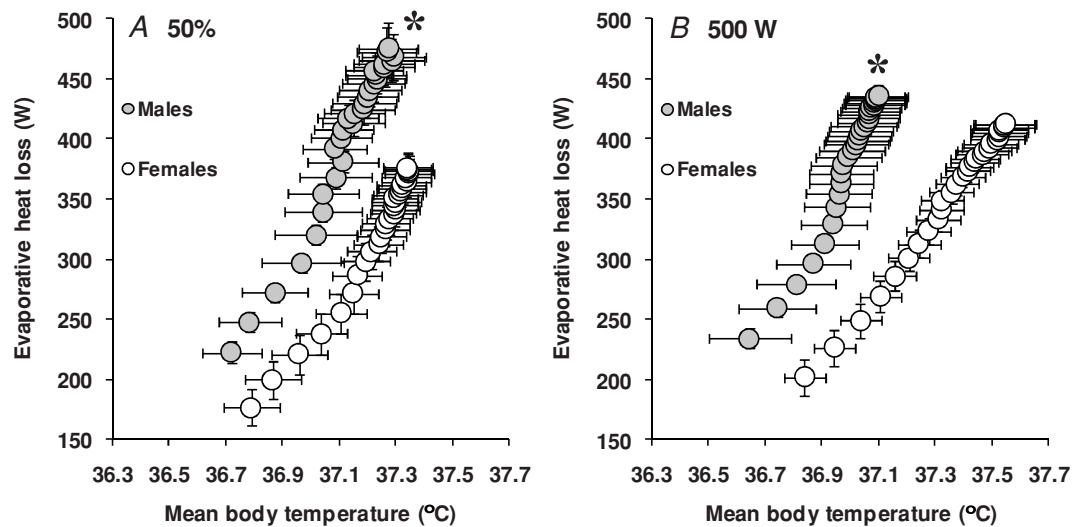 A 50%
*
Males
Females
Evaporative heat loss (W)
500
450
400
350
300
250
200
150
36.3 36.5 36.7 36.9 37.1 37.3 37.5 37.7
Mean body temperature (°C)
B 500 W
*
Males
Females
Evaporative heat loss (W)
500
450
400
350
300
250
200
150
36.3 36.5 36.7 36.9 37.1 37.3 37.5 37.7
Mean body temperature (°C)